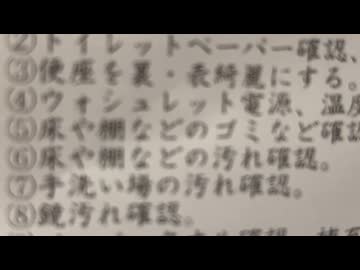 ②トイレットペーパー確認、
③便座を裏・表綺麗にする。
④ウォシュレット電源、温度
⑤床や棚などのゴミなど確認
⑥床や棚などの汚れ確認。
⑦手洗い場の汚れ確認。
⑧鏡汚れ確認。